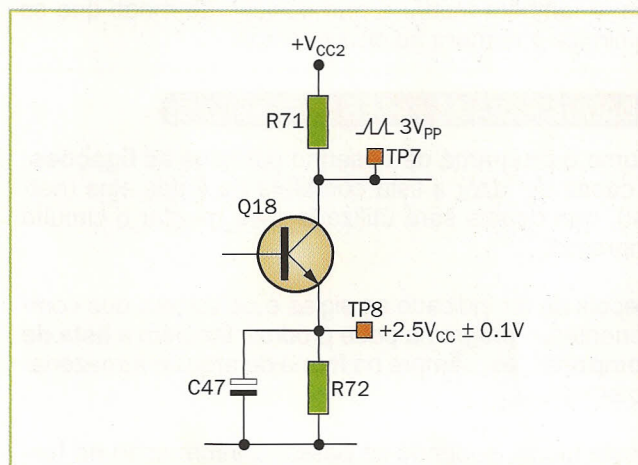 +VCC2
R71
3VPP
TP7
Q18
TP8
+2.5VCC ± 0.1V
C47
R72